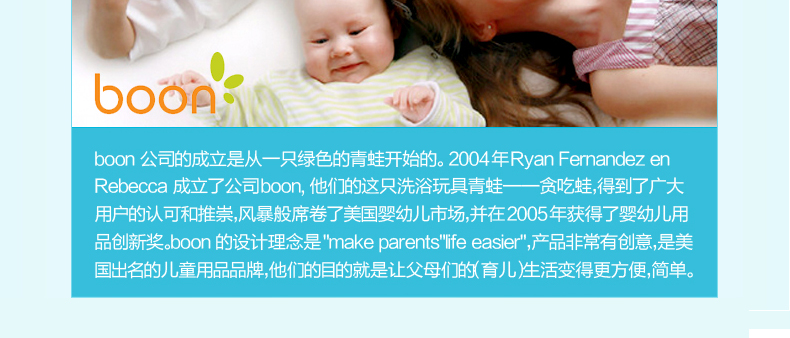 boon
boon 公司的成立是从一只绿色的青蛙开始的。2004年Ryan Fernandez en
Rebecca 成立了公司boon, 他们的这只洗浴玩具青蛙——贪吃蛙,得到了广大
用户的认可和推崇,风暴般席卷了美国婴幼儿市场,并在2005年获得了婴幼儿用
品创新奖。boon 的设计理念是"make parents"life easier",产品非常有创意,是美
国出名的儿童用品品牌,他们的目的就是让父母们的(育儿)生活变得更方便,简单。